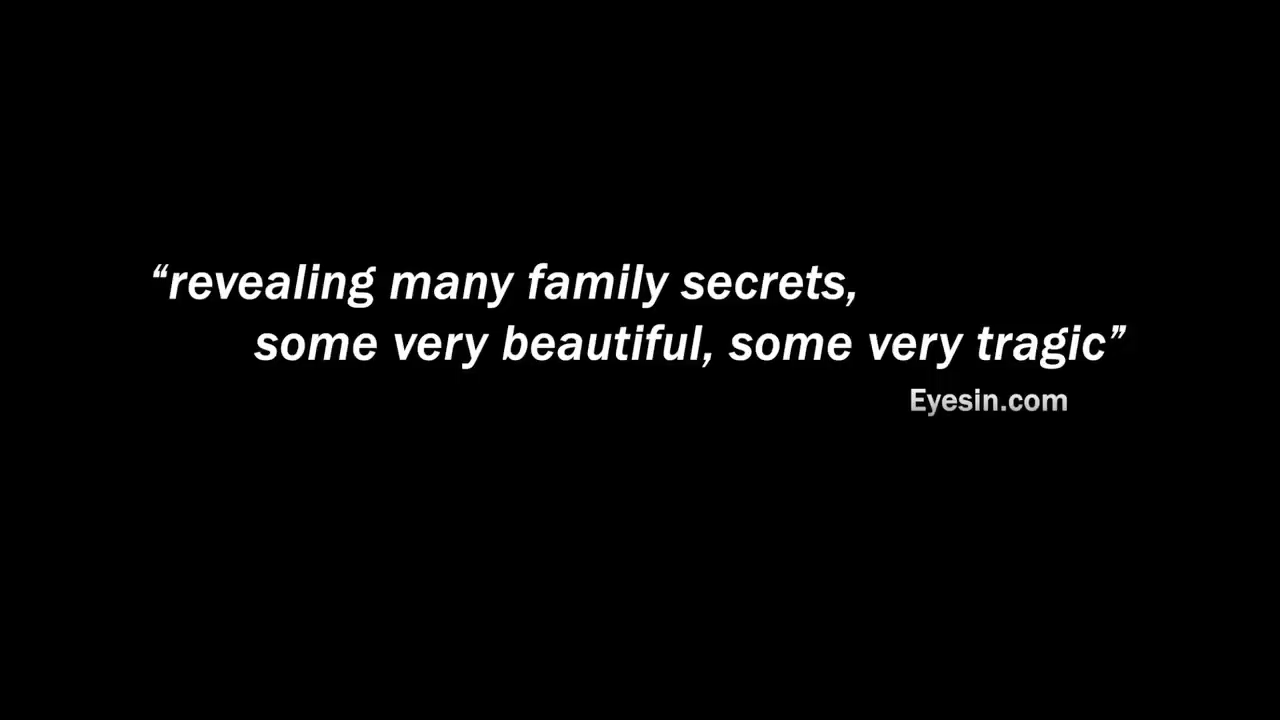 “revealing many family secrets,
some very beautiful, some very tragic”
Eyesin.com